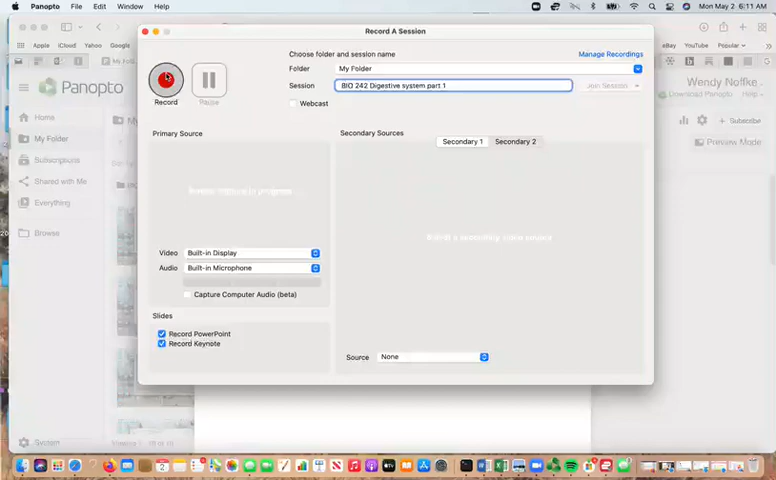 Panopto File Edit Window Help Mon May 2 6:11 AM
Record A Session
Apple iCloud
eBay YouTube Popular
Choose folder and session name
Manage Recordings
Folder My Folder
Session BIO 242 Digestive system part 1
Join Session
Webcast
Record
Pause
Panopto
Wendy Noffke
Download Panopto Help
Home
My Folder
Subscriptions
Shared with Me
Everything
Browse
System
Subscribe
Preview Mode
Primary Source
Secondary Sources
Secondary 1 Secondary 2
Video Built-in Display
Audio Built-in Microphone
Capture Computer Audio (beta)
Slides
Record PowerPoint
Record Keynote
Source None